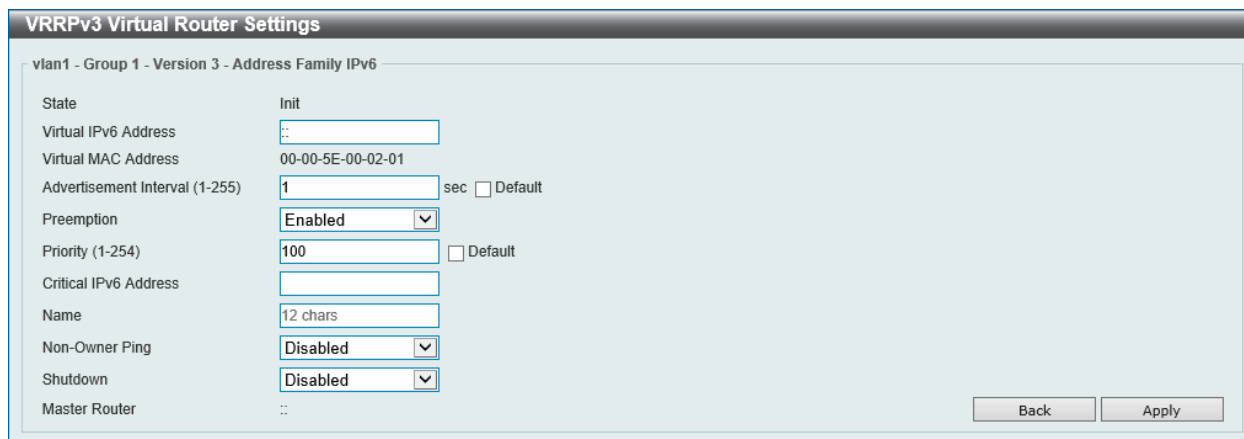 VRRPv3 Virtual Router Settings
vlan1 - Group 1 - Version 3 - Address Family IPv6
State Init
Virtual IPv6 Address ::
Virtual MAC Address 00-00-5E-00-02-01
Advertisement Interval (1-255) 1 sec Default
Preemption Enabled
Priority (1-254) 100 Default
Critical IPv6 Address
Name 12 chars
Non-Owner Ping Disabled
Shutdown Disabled
Master Router :: Back Apply